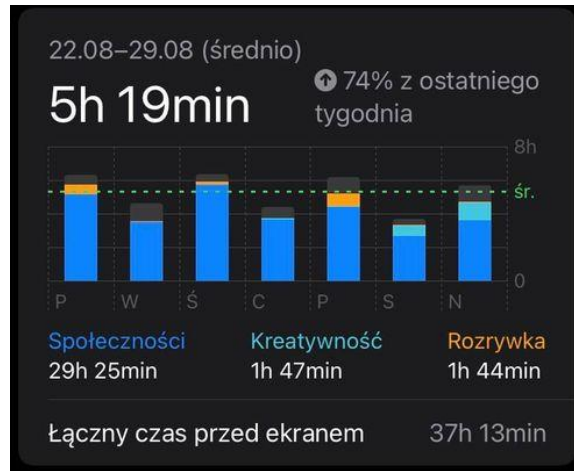 22.08–29.08 (średnio)
5h 19min
74% z ostatniego
tygodnia
8h
śr.
0
P W Ś C P S N
Społeczności Kreatywność Rozrywka
29h 25min 1h 47min 1h 44min
Łączny czas przed ekranem 37h 13min